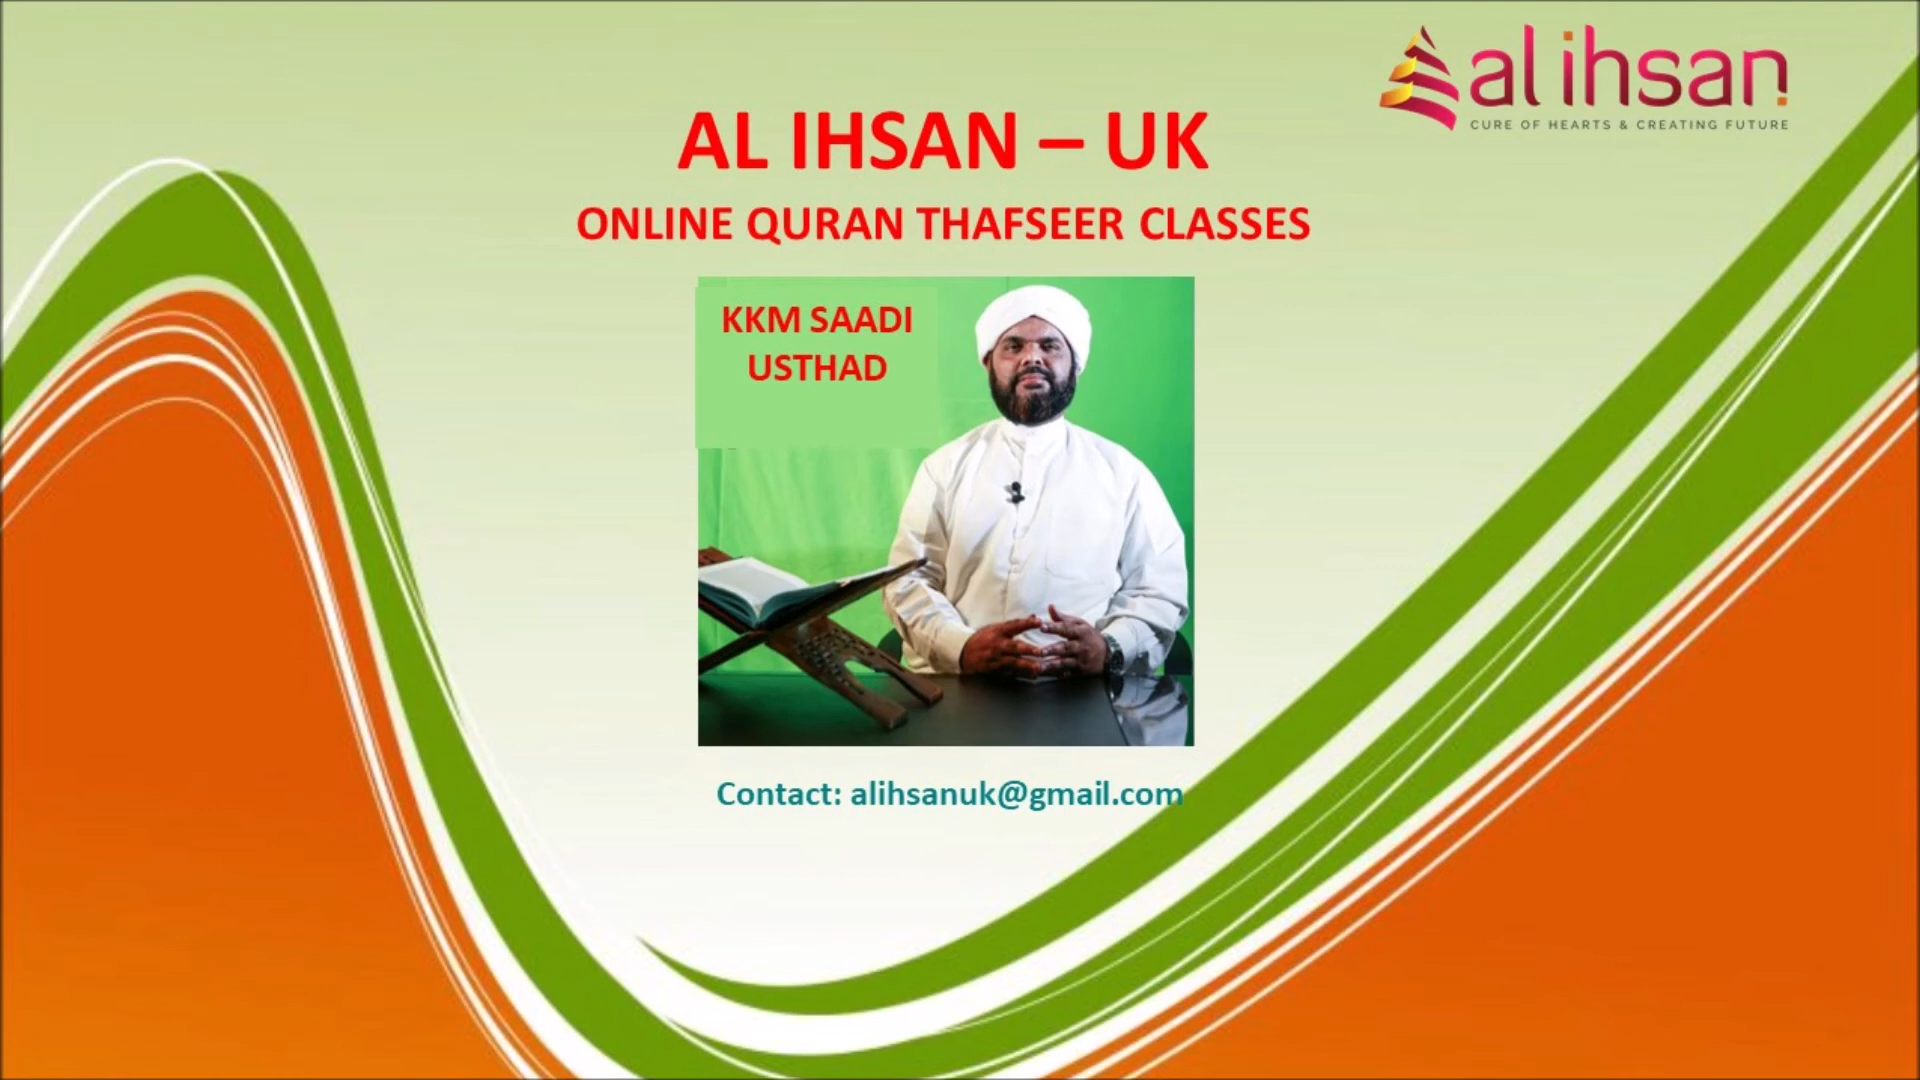 al ihsan
CURE OF HEARTS & CREATING FUTURE
AL IHSAN – UK
ONLINE QURAN THAFSEER CLASSES
KKM SAADI
USTHAD
Contact: alihsanuk@gmail.com